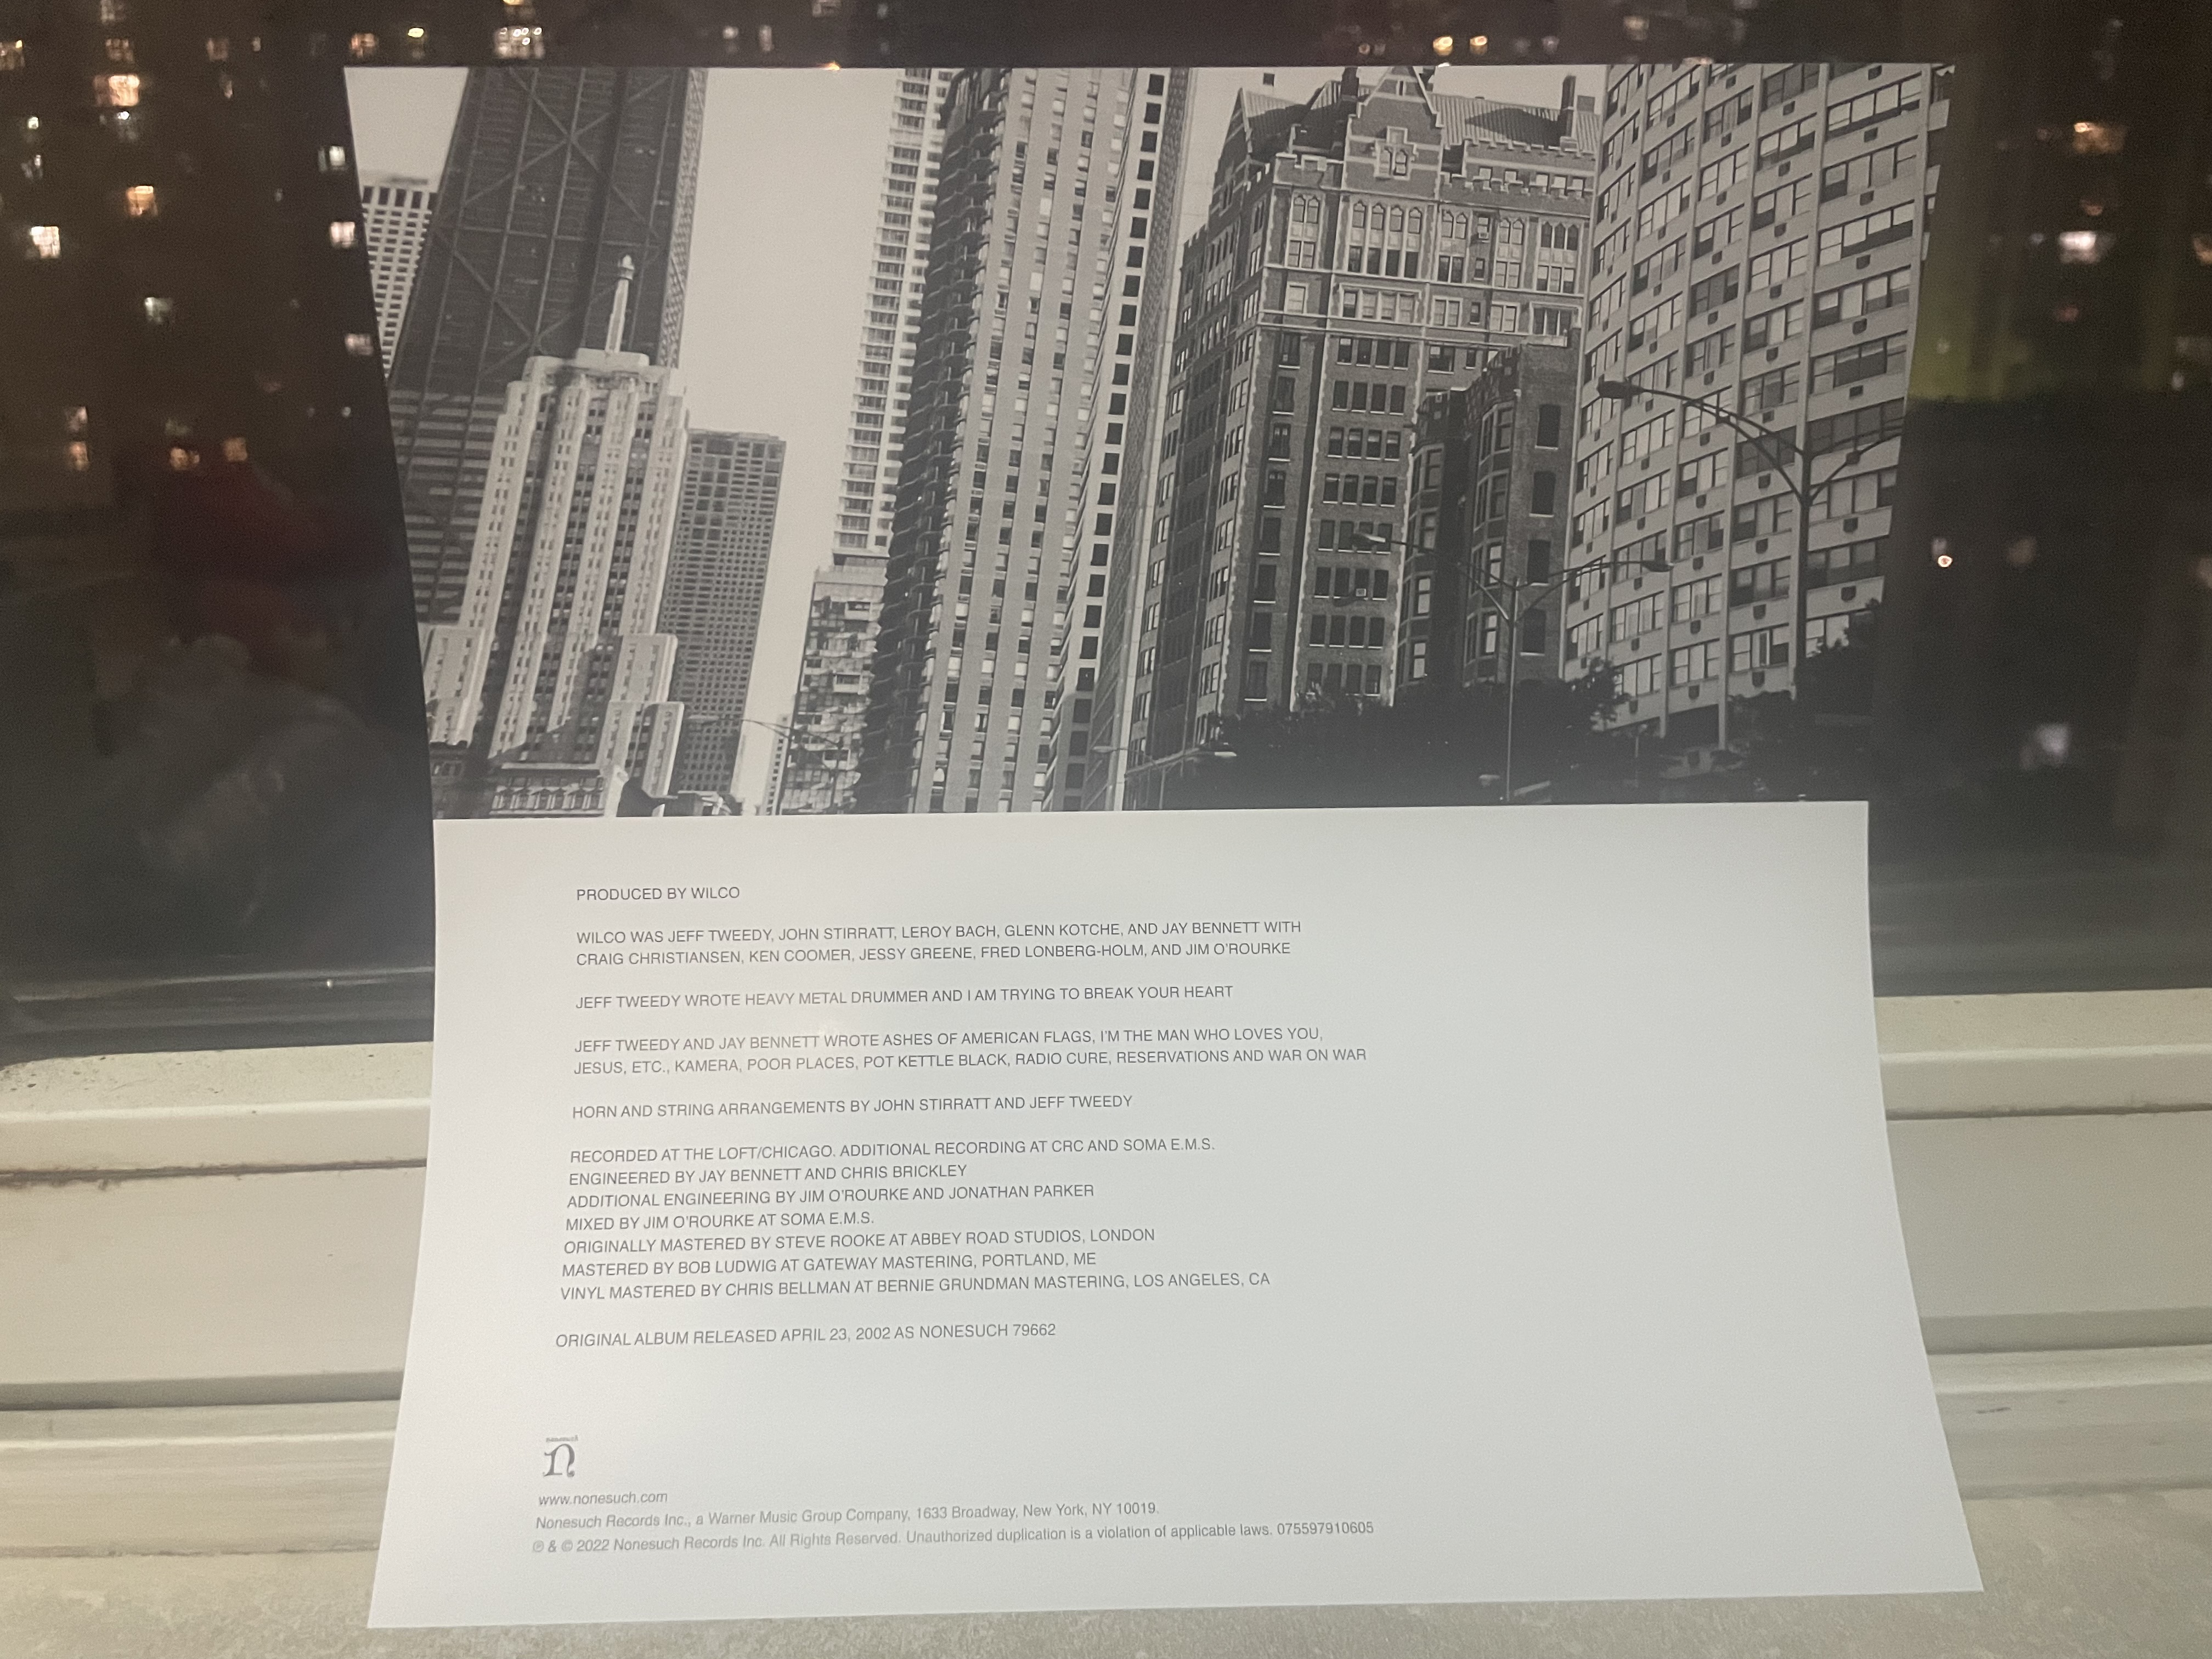 PRODUCED BY WILCO
WILCO WAS JEFF TWEEDY, JOHN STIRRATT, LEROY BACH, GLENN KOTCHE, AND JAY BENNETT WITH
CRAIG CHRISTIANSEN, KEN COOMER, JESSY GREENE, FRED LONBERG-HOLM, AND JIM O'ROURKE
JEFF TWEEDY WROTE HEAVY METAL DRUMMER AND I AM TRYING TO BREAK YOUR HEART
JEFF TWEEDY AND JAY BENNETT WROTE ASHES OF AMERICAN FLAGS, I'M THE MAN WHO LOVES YOU,
JESUS, ETC., KAMERA, POOR PLACES, POT KETTLE BLACK, RADIO CURE, RESERVATIONS AND WAR ON WAR
HORN AND STRING ARRANGEMENTS BY JOHN STIRRATT AND JEFF TWEEDY
RECORDED AT THE LOFT/CHICAGO. ADDITIONAL RECORDING AT CRC AND SOMA E.M.S.
ENGINEERED BY JAY BENNETT AND CHRIS BRICKLEY
ADDITIONAL ENGINEERING BY JIM O'ROURKE AND JONATHAN PARKER
MIXED BY JIM O'ROURKE AT SOMA E.M.S.
ORIGINALLY MASTERED BY STEVE ROOKE AT ABBEY ROAD STUDIOS, LONDON
MASTERED BY BOB LUDWIG AT GATEWAY MASTERING, PORTLAND, ME
VINYL MASTERED BY CHRIS BELLMAN AT BERNIE GRUNDMAN MASTERING, LOS ANGELES, CA
ORIGINAL ALBUM RELEASED APRIL 23, 2002 AS NONESUCH 79662
nonesuch
n
www.nonesuch.com
Nonesuch Records Inc., a Warner Music Group Company, 1633 Broadway, New York, NY 10019.
℗ & © 2022 Nonesuch Records Inc. All Rights Reserved. Unauthorized duplication is a violation of applicable laws. 075597910605